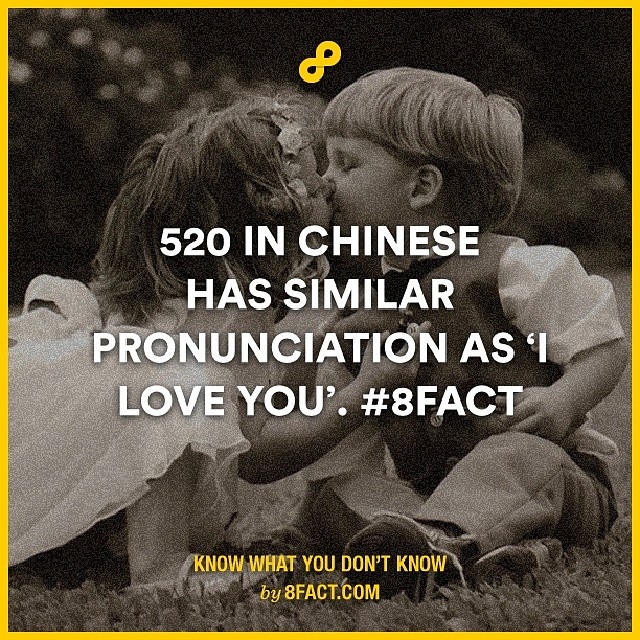 520 IN CHINESE
HAS SIMILAR
PRONUNCIATION AS ‘I
LOVE YOU’. #8FACT
KNOW WHAT YOU DON’T KNOW
by 8FACT.COM